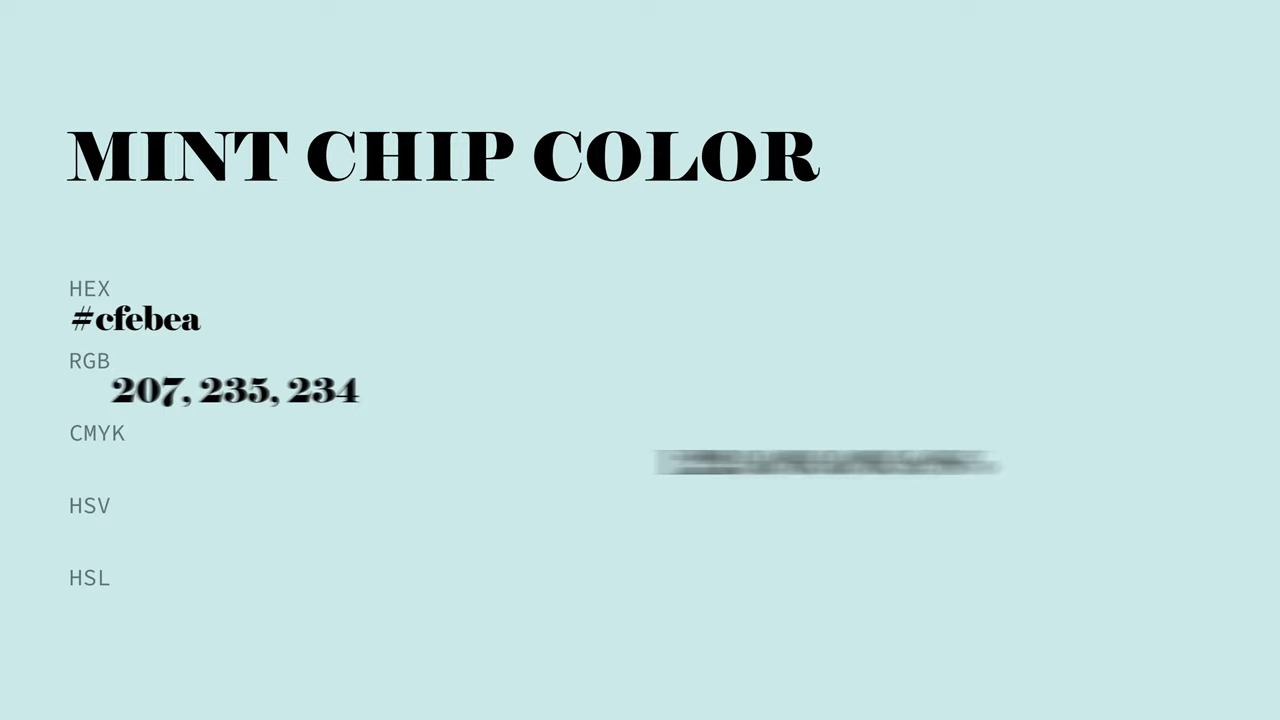 MINT CHIP COLOR
HEX
#cfebea
RGB
207, 235, 234
CMYK
HSV
HSL